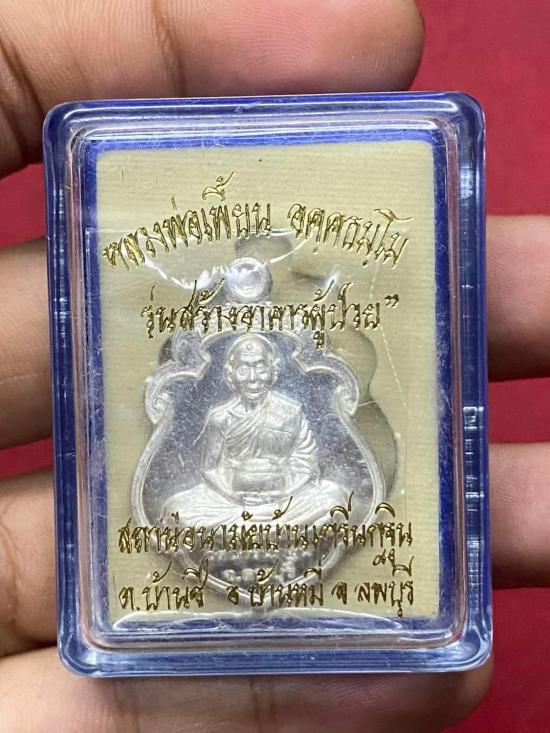 "หลวงพ่อเพี้ยน อคฺคธมฺโม
รุ่นสร้างอาคารผู้ป่วย"
สถานีอนามัยบ้านเกริ่นกฐิน
ต.บ้านชี อ บ้านหมี่ จ ลพบุรี